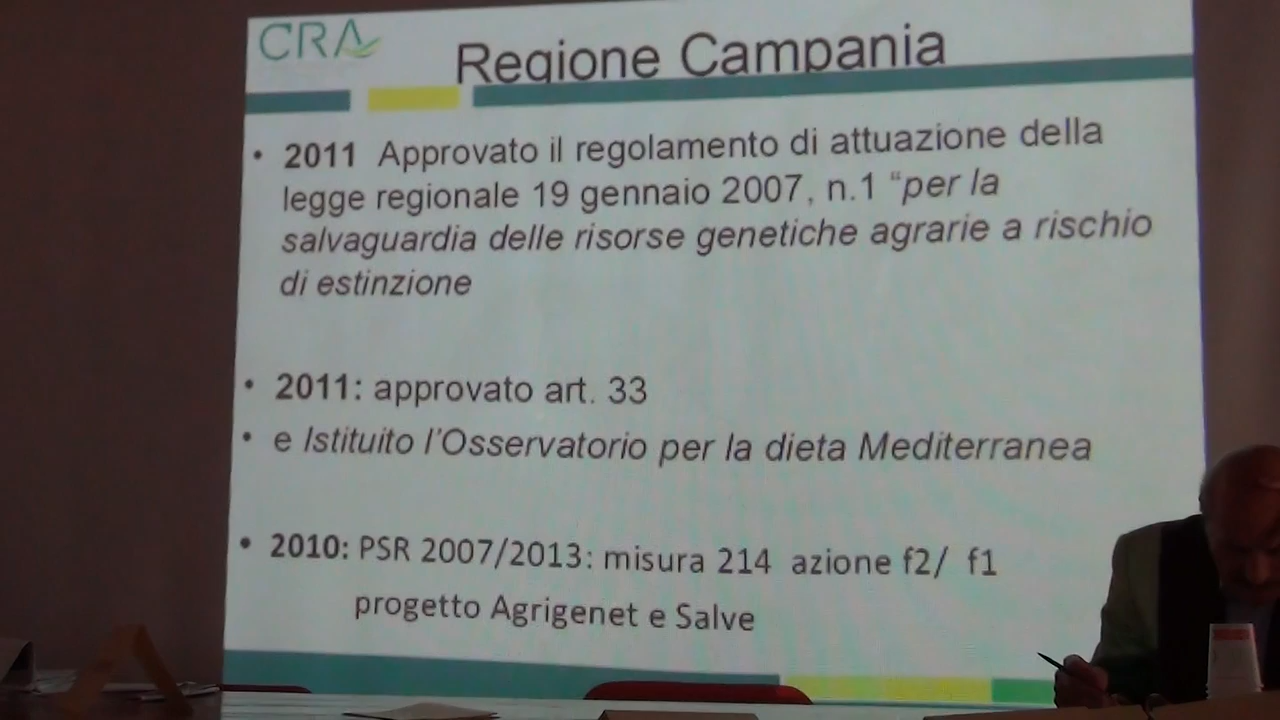 CRA
Regione Campania
• 2011 Approvato il regolamento di attuazione della
legge regionale 19 gennaio 2007, n.1 “per la
salvaguardia delle risorse genetiche agrarie a rischio
di estinzione
• 2011: approvato art. 33
• e Istituito l'Osservatorio per la dieta Mediterranea
• 2010: PSR 2007/2013: misura 214 azione f2/ f1
progetto Agrigenet e Salve